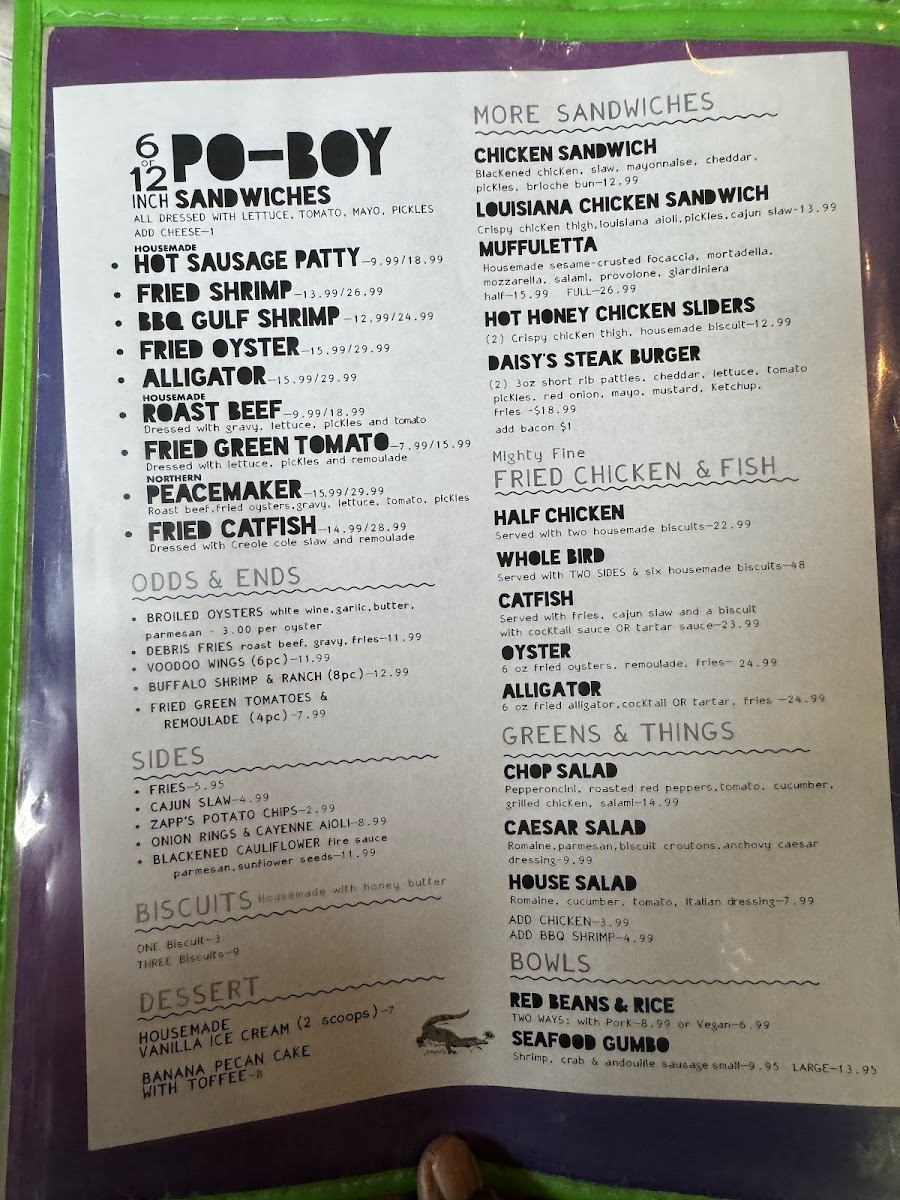 6 or 12 INCH PO-BOY SANDWICHES
ALL DRESSED WITH LETTUCE, TOMATO, MAYO, PICKLES
ADD CHEESE—1
HOUSEMADE
• HOT SAUSAGE PATTY—9.99/18.99
• FRIED SHRIMP—13.99/26.99
• BBQ GULF SHRIMP—12.99/24.99
• FRIED OYSTER—15.99/29.99
• ALLIGATOR—15.99/29.99
HOUSEMADE
• ROAST BEEF—9.99/18.99
Dressed with gravy, lettuce, pickles and tomato
• FRIED GREEN TOMATO—7.99/15.99
Dressed with lettuce, pickles and remoulade
NORTHERN
• PEACEMAKER—15.99/29.99
Roast beef,fried oysters,gravy, lettuce, tomato, pickles
• FRIED CATFISH—14.99/28.99
Dressed with Creole cole slaw and remoulade
ODDS & ENDS
• BROILED OYSTERS white wine,garlic,butter,
parmesan - 3.00 per oyster
• DEBRIS FRIES roast beef, gravy, fries—11.99
• VOODOO WINGS (6pc)—11.99
• BUFFALO SHRIMP & RANCH (8pc)—12.99
• FRIED GREEN TOMATOES &
REMOULADE (4pc)-7.99
SIDES
• FRIES—5.95
• CAJUN SLAW—4.99
• ZAPP'S POTATO CHIPS—2.99
• ONION RINGS & CAYENNE AIOLI—8.99
• BLACKENED CAULIFLOWER fire sauce
parmesan,sunflower seeds—11.99
BISCUITS Housemade with honey butter
ONE Biscuit—3
THREE Biscuits—9
DESSERT
HOUSEMADE
VANILLA ICE CREAM (2 scoops)—7
BANANA PECAN CAKE
WITH TOFFEE—8
MORE SANDWICHES
CHICKEN SANDWICH
Blackened chicken, slaw, mayonnaise, cheddar,
pickles, brioche bun—12.99
LOUISIANA CHICKEN SANDWICH
Crispy chicken thigh,louisiana aioli,pickles,cajun slaw-13.99
MUFFULETTA
Housemade sesame-crusted focaccia, mortadella,
mozzarella, salami, provolone, giardiniera
half—15.99 FULL—26.99
HOT HONEY CHICKEN SLIDERS
(2) Crispy chicken thigh, housemade biscuit—12.99
DAISY'S STEAK BURGER
(2) 3oz short rib patties, cheddar, lettuce, tomato
pickles, red onion, mayo, mustard, Ketchup,
fries -$18.99
add bacon $1
Mighty Fine
FRIED CHICKEN & FISH
HALF CHICKEN
Served with two housemade biscuits—22.99
WHOLE BIRD
Served with TWO SIDES & six housemade biscuits—48
CATFISH
Served with fries, cajun slaw and a biscuit
with cocktail sauce OR tartar sauce—23.99
OYSTER
6 oz fried oysters, remoulade, fries— 24.99
ALLIGATOR
6 oz fried alligator,cocktail OR tartar, fries —24.99
GREENS & THINGS
CHOP SALAD
Pepperoncini, roasted red peppers,tomato, cucumber,
grilled chicken, salami—14.99
CAESAR SALAD
Romaine,parmesan,biscuit croutons,anchovy caesar
dressing-9.99
HOUSE SALAD
Romaine, cucumber, tomato, Italian dressing—7.99
ADD CHICKEN—3.99
ADD BBQ SHRIMP—4.99
BOWLS
RED BEANS & RICE
TWO WAYS: with Pork—8.99 or Vegan—6.99
SEAFOOD GUMBO
Shrimp, crab & andouille sausage small—9.95 LARGE—13.95